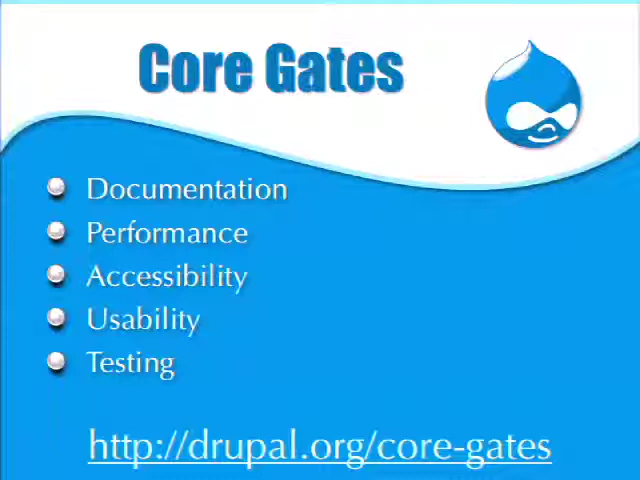 Core Gates
Documentation
Performance
Accessibility
Usability
Testing
http://drupal.org/core-gates